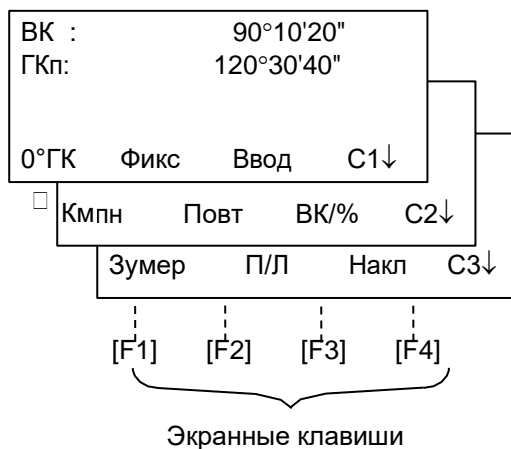 ВК : 90°10'20"
ГКп: 120°30'40"
0°ГК Фикс Ввод С1↓
Кмпн Повт ВК/% С2↓
Зумер П/Л Накл С3↓
[F1] [F2] [F3] [F4]
Экранные клавиши